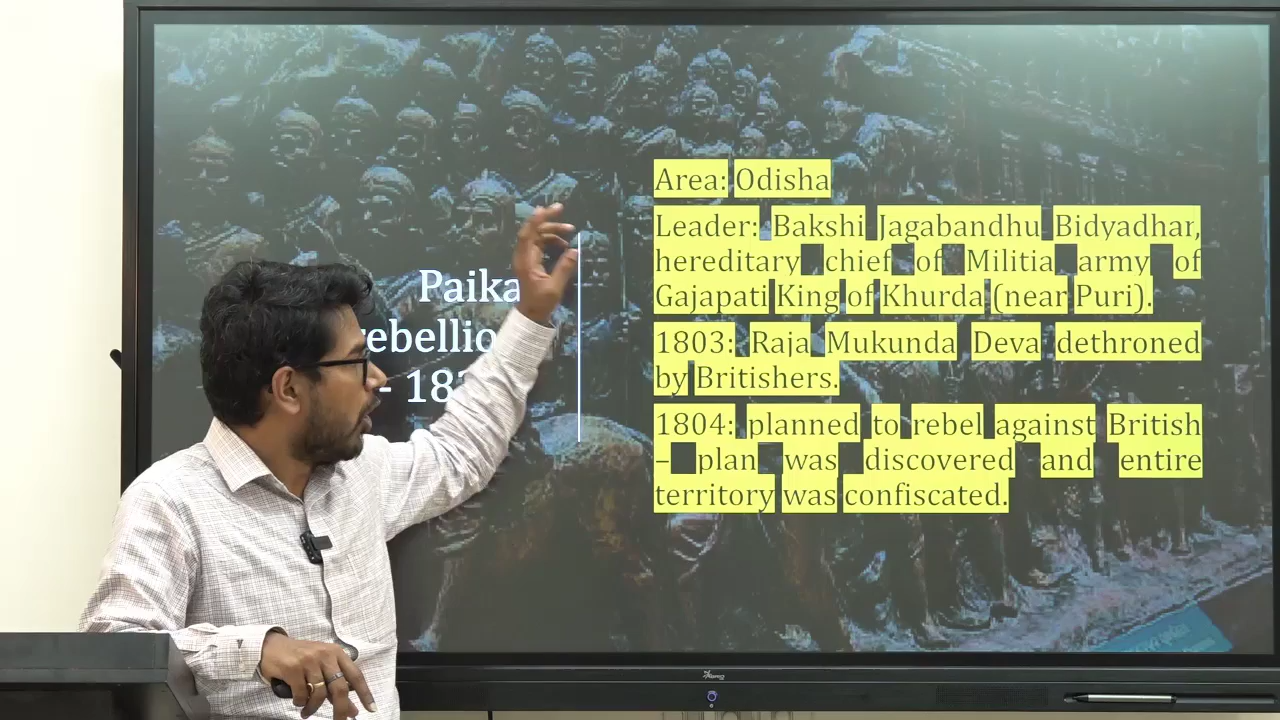 Paika
rebellio
- 18
Area: Odisha
Leader: Bakshi Jagabandhu Bidyadhar,
hereditary chief of Militia army of
Gajapati King of Khurda (near Puri).
1803: Raja Mukunda Deva dethroned
by Britishers.
1804: planned to rebel against British
– plan was discovered and entire
territory was confiscated.